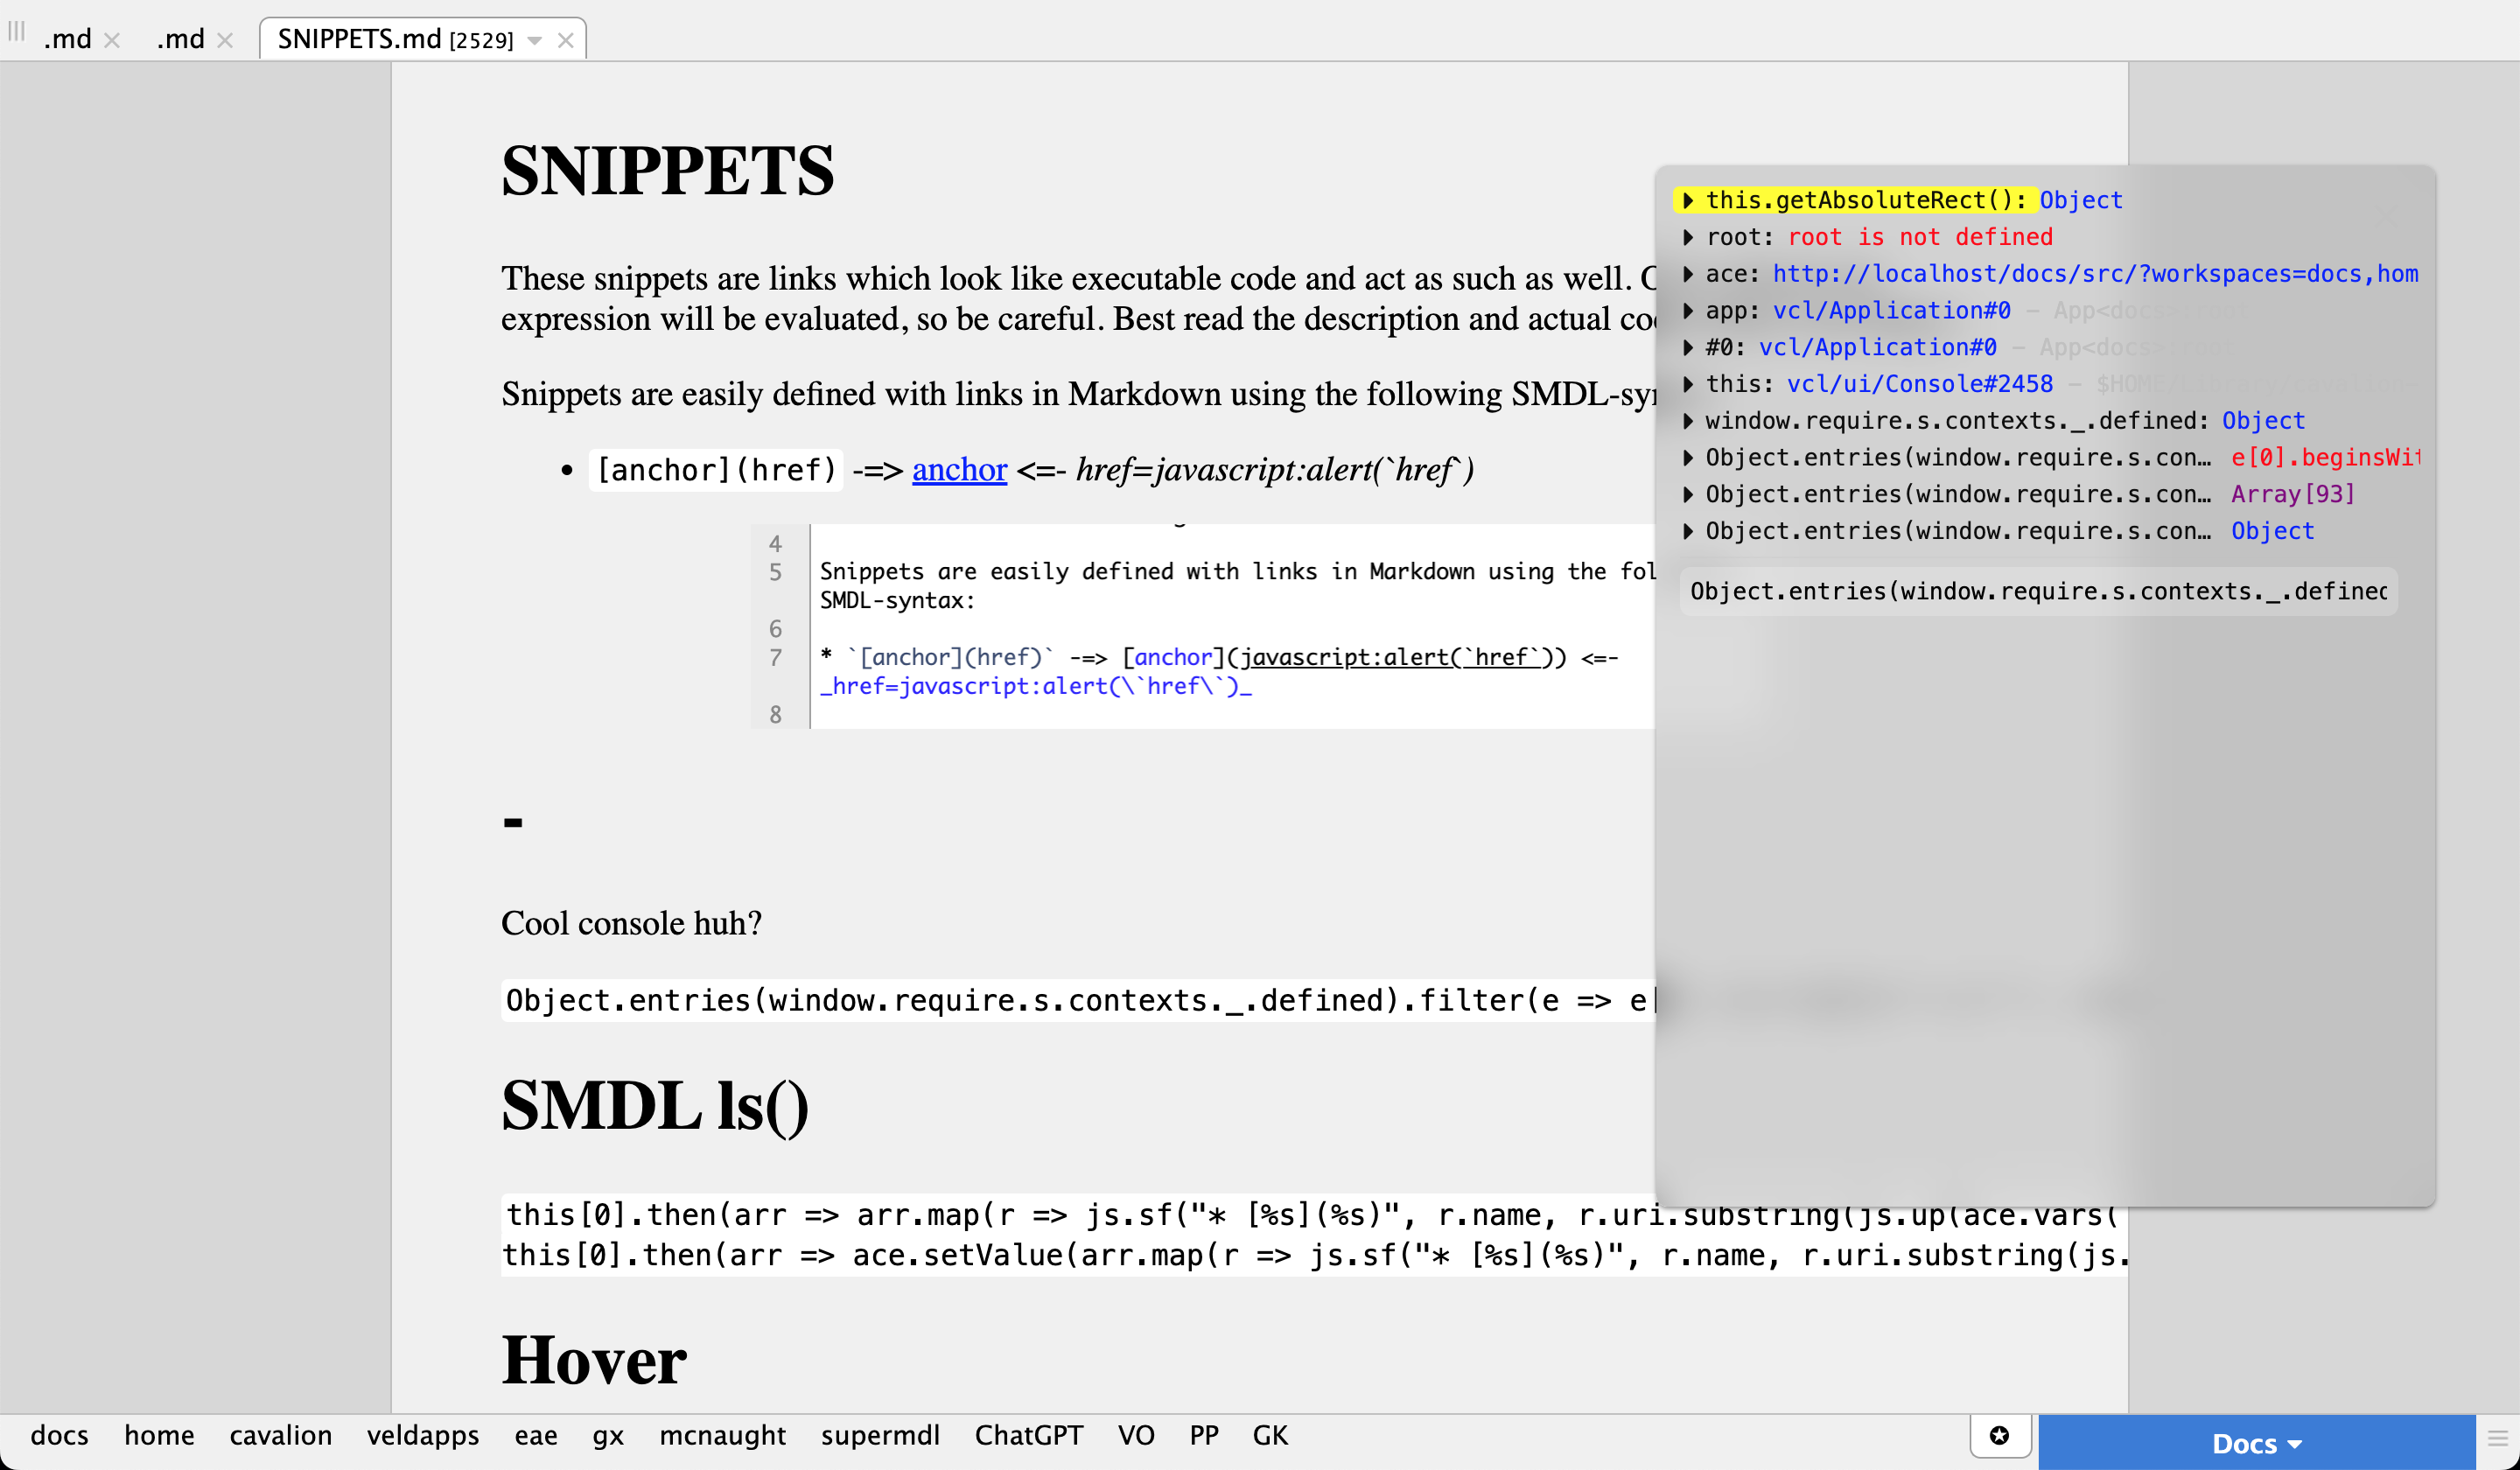 .md
.md
SNIPPETS.md [2529]
SNIPPETS
These snippets are links which look like executable code and act as such as well.
expression will be evaluated, so be careful. Best read the description and actual
Snippets are easily defined with links in Markdown using the following
[anchor](href) -=> anchor <=- href=javascript:alert(`href`)
4
5 Snippets are easily defined with links in Markdown using the
SMDL-syntax:
6
7 * `[anchor](href)` -=> [anchor](javascript:alert(`href`)) <=-
_href=javascript:alert(\`href\`)_
8
-
Cool console huh?
Object.entries(window.require.s.contexts._.defined).filter(e => e
SMDL ls()
this[0].then(arr => arr.map(r => js.sf("* [%s](%s)", r.name, r.uri.substring(js.up(ace.vars(
this[0].then(arr => ace.setValue(arr.map(r => js.sf("* [%s](%s)", r.name, r.uri.substring(js.
Hover
this.getAbsoluteRect(): Object
root: root is not defined
ace: http://localhost/docs/src/?workspaces=docs,hom
app: vcl/Application#0 – App<docs>
#0: vcl/Application#0 – App<docs>
this: vcl/ui/Console#2458 –
window.require.s.contexts._.defined: Object
Object.entries(window.require.s.con… e[0].beginsWit
Object.entries(window.require.s.con… Array[93]
Object.entries(window.require.s.con… Object
Object.entries(window.require.s.contexts._.defined
docs home cavalion veldapps eae gx mcnaught supermdl ChatGPT VO PP GK
Docs